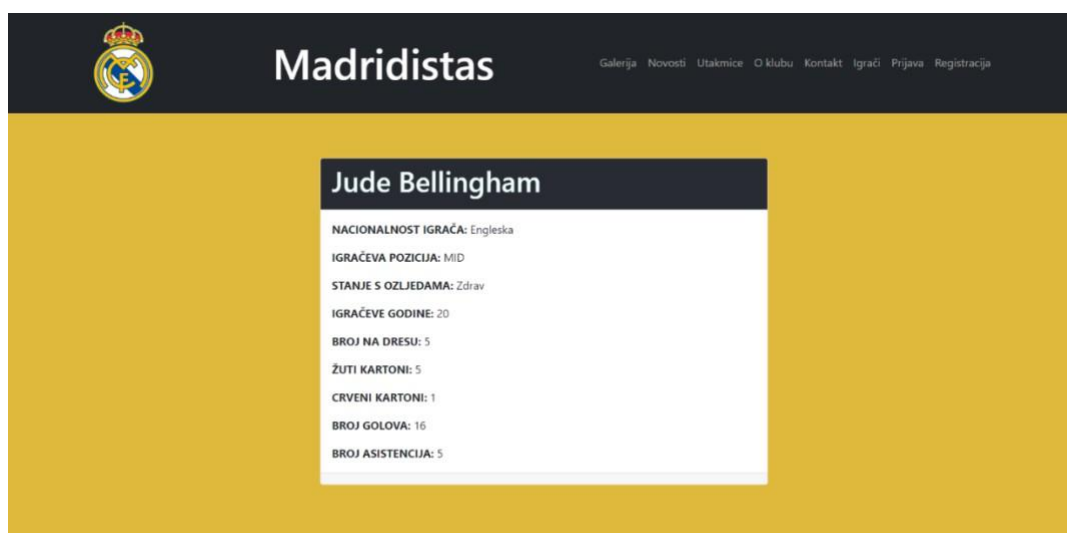 Madridistas
Galerija Novosti Utakmice O klubu Kontakt Igrači Prijava Registracija
Jude Bellingham
NACIONALNOST IGRAČA: Engleska
IGRAČEVA POZICIJA: MID
STANJE S OZLJEDAMA: Zdrav
IGRAČEVE GODINE: 20
BROJ NA DRESU: 5
ŽUTI KARTONI: 5
CRVENI KARTONI: 1
BROJ GOLOVA: 16
BROJ ASISTENCIJA: 5